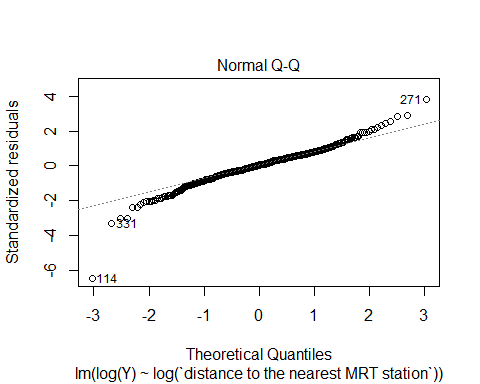 Normal Q-Q
Standardized residuals
4
2
0
-2
-4
-6
271
331
114
-3 -2 -1 0 1 2 3
Theoretical Quantiles
lm(log(Y) ~ log(`distance to the nearest MRT station`))